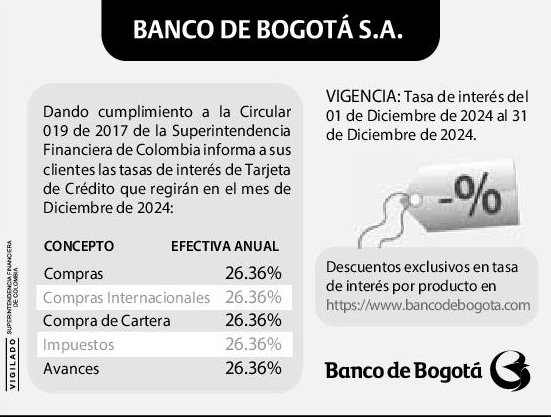 BANCO DE BOGOTÁ S.A.
Dando cumplimiento a la Circular
019 de 2017 de la Superintendencia
Financiera de Colombia informa a sus
clientes las tasas de interés de Tarjeta
de Crédito que regirán en el mes de
Diciembre de 2024:
CONCEPTO EFECTIVA ANUAL
Compras 26.36%
Compras Internacionales 26.36%
Compra de Cartera 26.36%
Impuestos 26.36%
Avances 26.36%
VIGENCIA: Tasa de interés del
01 de Diciembre de 2024 al 31
de Diciembre de 2024.
-%
Descuentos exclusivos en tasa
de interés por producto en
https://www.bancodebogota.com
Banco de Bogotá
VIGILADO SUPERINTENDENCIA FINANCIERA
DE COLOMBIA